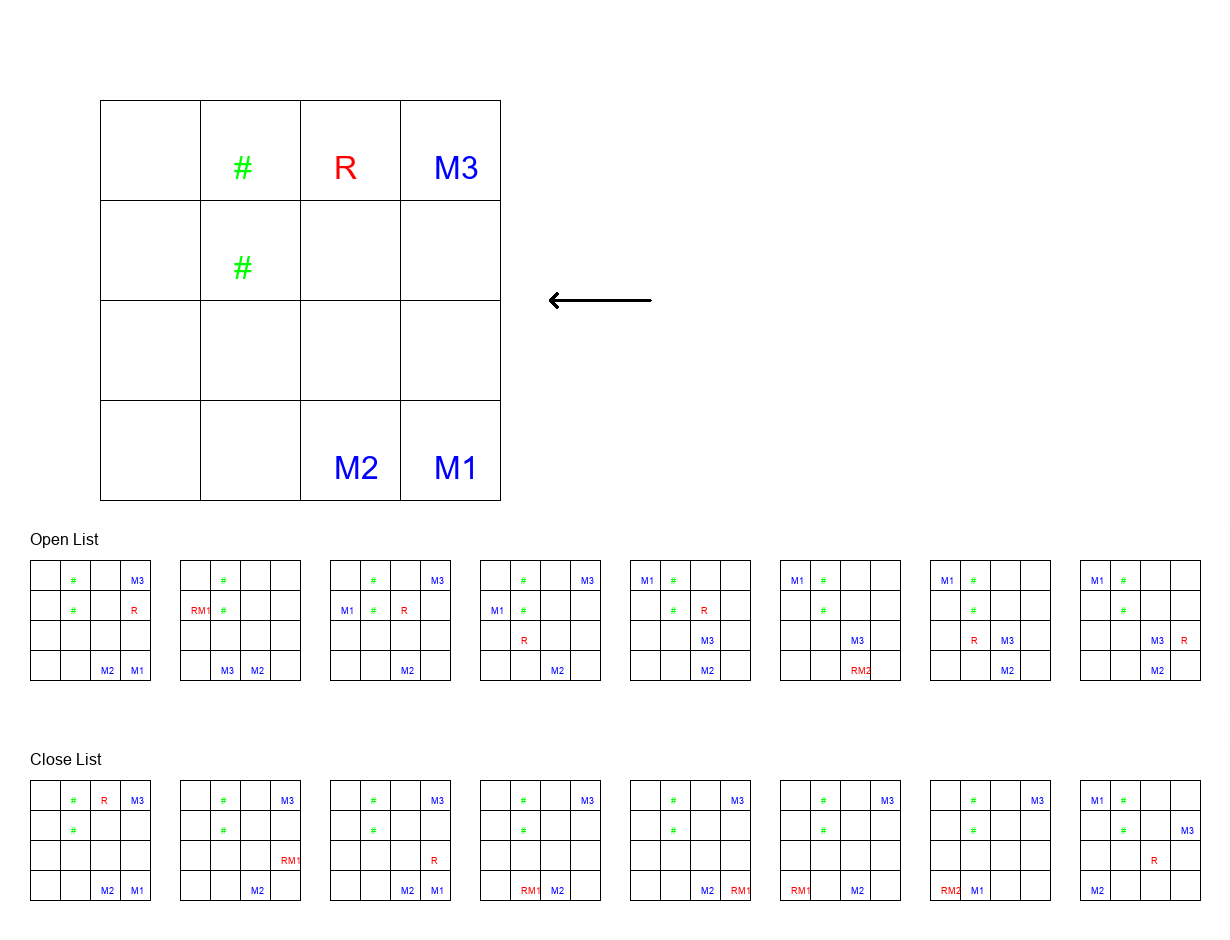 # R M3
#
M2 M1
Open List
# M3 # # M3 # M3 M1 # M1 # M1 # M1 #
# R RM1 # M1 # R M1 # # R # # #
R M3 M3 R M3 M3 R
M2 M1 M3 M2 M2 M2 M2 RM2 M2 M2
Close List
# R M3 # M3 # M3 # M3 # M3 # M3 # M3 M1 #
# # # # # # # # M3
RM1 R R
M2 M1 M2 M2 M1 RM1 M2 M2 RM1 RM1 M2 RM2 M1 M2